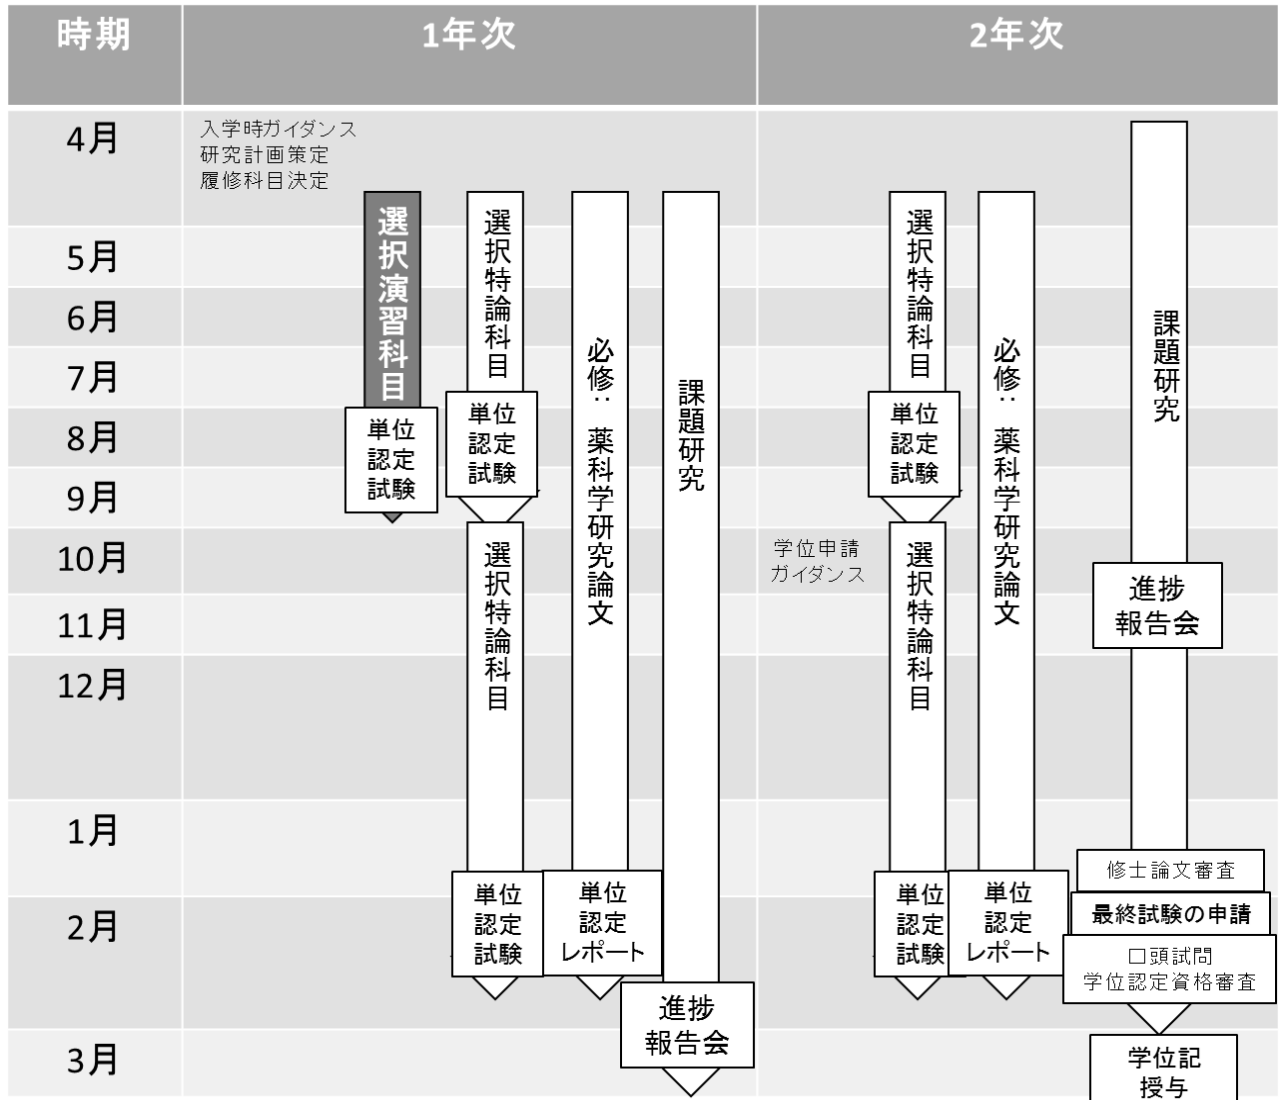 時期
1年次
2年次
4月
5月
6月
7月
8月
9月
10月
11月
12月
1月
2月
3月
入学時ガイダンス
研究計画策定
履修科目決定
選択演習科目
単位
認定
試験
選択特論科目
単位
認定
試験
選択特論科目
単位
認定
試験
必修：薬科学研究論文
単位
認定
レポート
課題研究
進捗
報告会
学位申請
ガイダンス
選択特論科目
単位
認定
試験
選択特論科目
単位
認定
試験
必修：薬科学研究論文
単位
認定
レポート
課題研究
進捗
報告会
修士論文審査
最終試験の申請
口頭試問
学位認定資格審査
学位記
授与